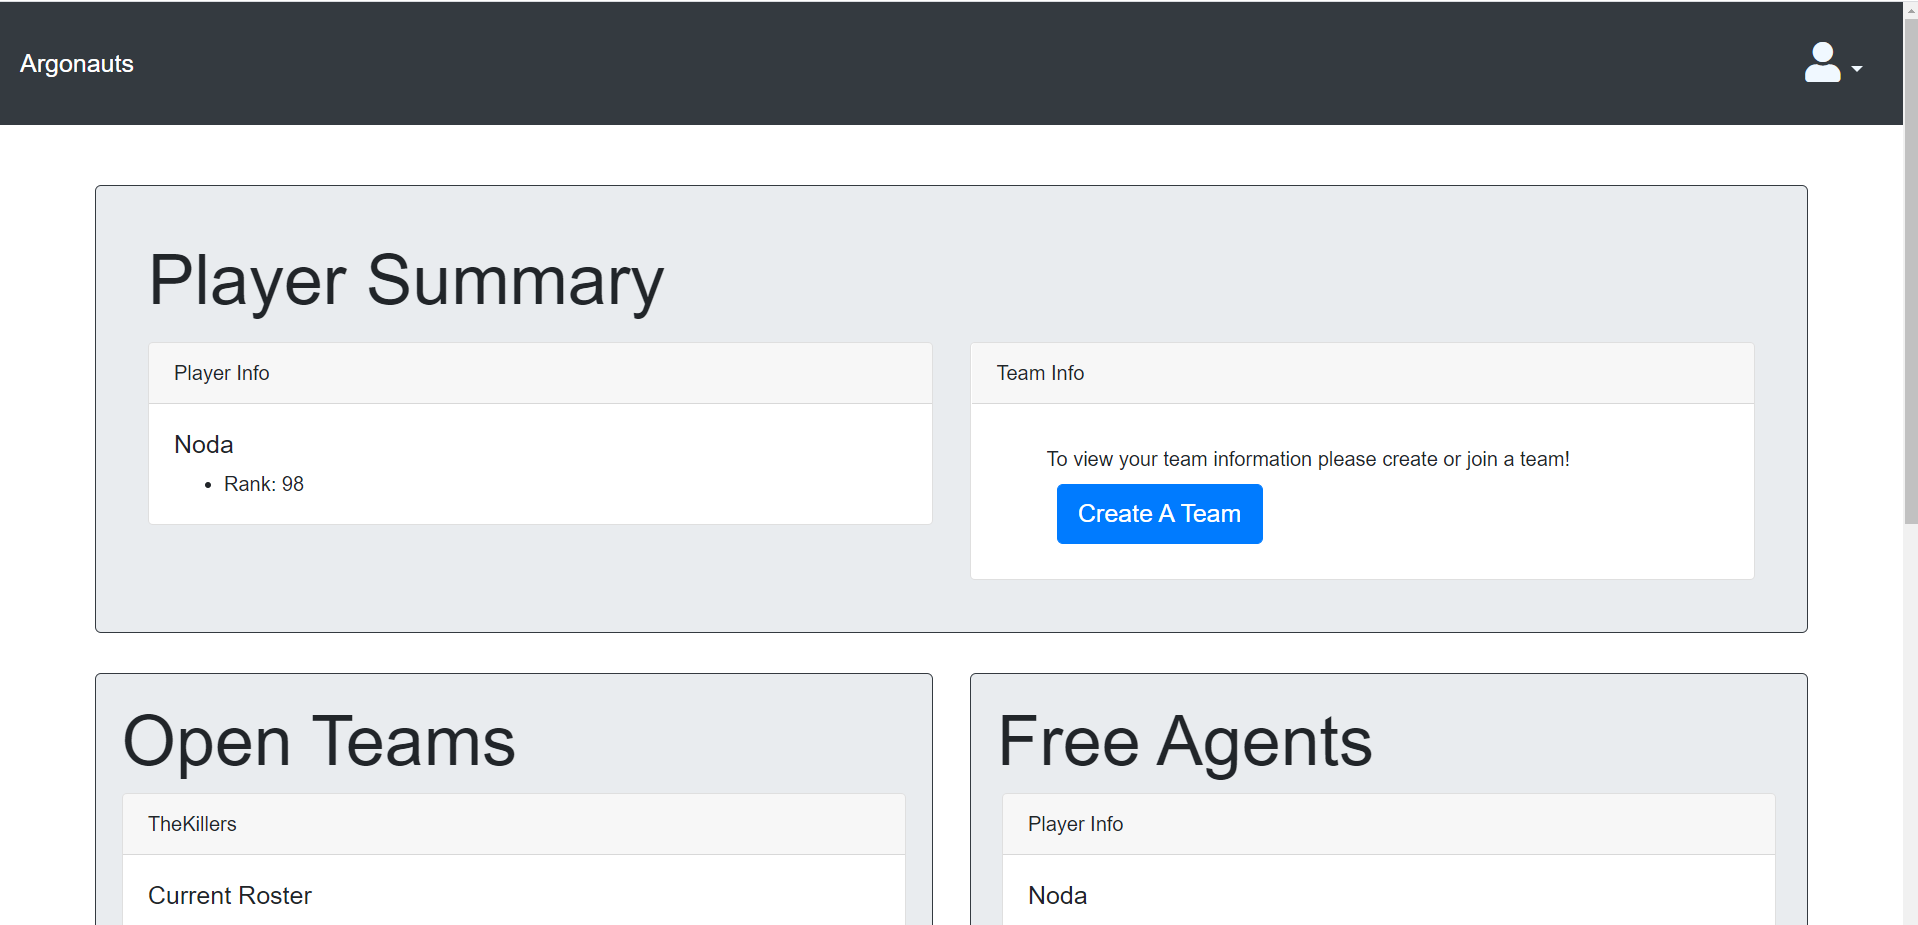 Argonauts
Player Summary
Player Info
Noda
Rank: 98
Team Info
To view your team information please create or join a team!
Create A Team
Open Teams
TheKillers
Current Roster
Free Agents
Player Info
Noda